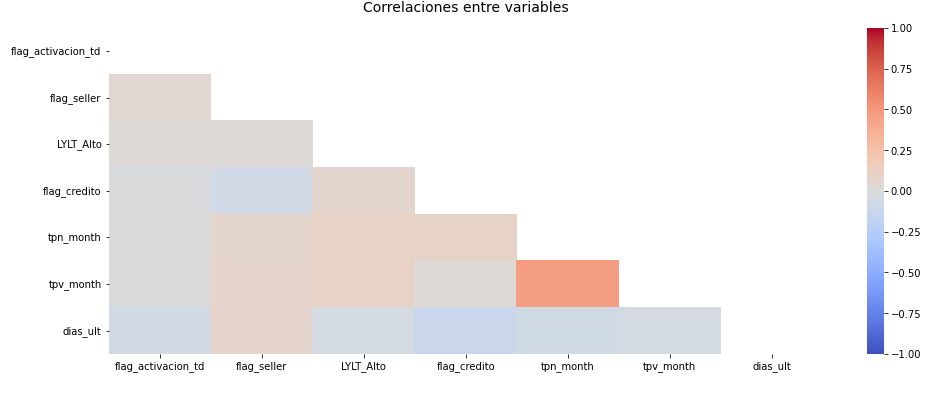 Correlaciones entre variables
flag_activacion_td
flag_seller
LYLT_Alto
flag_credito
tpn_month
tpv_month
dias_ult
flag_activacion_td
flag_seller
LYLT_Alto
flag_credito
tpn_month
tpv_month
dias_ult
1.00
0.75
0.50
0.25
0.00
−0.25
−0.50
−0.75
−1.00